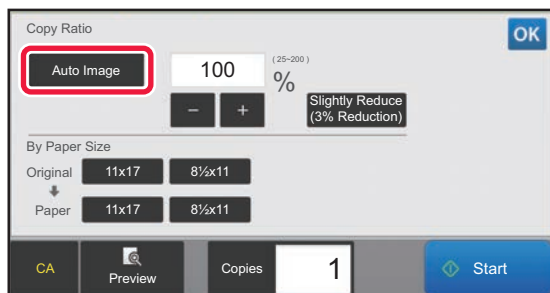 Copy Ratio
OK
Auto Image
100
(25~200)
%
− +
Slightly Reduce
(3% Reduction)
By Paper Size
Original 11x17 8½x11
Paper 11x17 8½x11
CA
Preview
Copies
1
Start